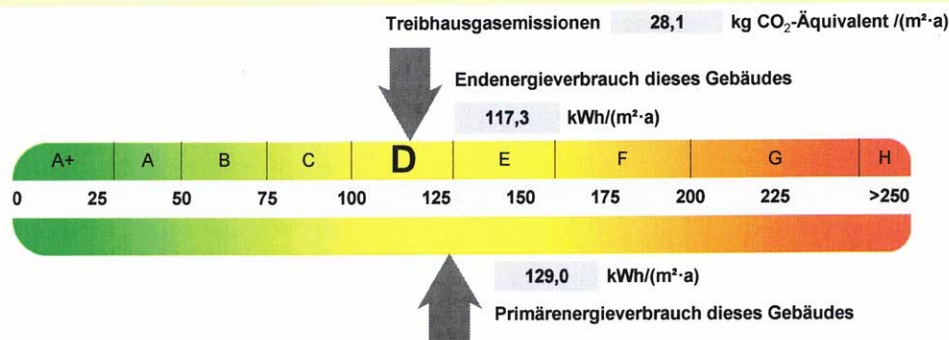 Treibhausgasemissionen 28,1 kg CO₂-Äquivalent /(m²·a)
Endenergieverbrauch dieses Gebäudes
117,3 kWh/(m²·a)
A+ A B C D E F G H
0 25 50 75 100 125 150 175 200 225 >250
129,0 kWh/(m²·a)
Primärenergieverbrauch dieses Gebäudes